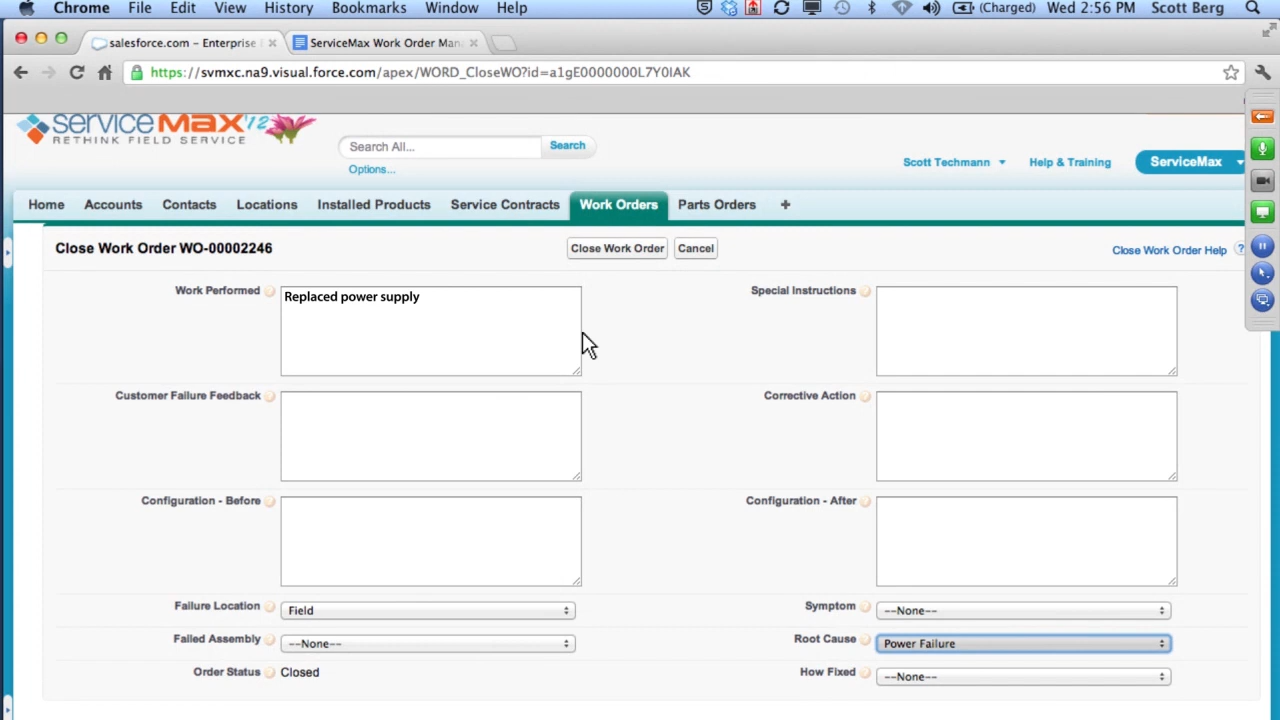 Chrome File Edit View History Bookmarks Window Help (Charged) Wed 2:56 PM Scott Berg
salesforce.com – Enterprise ServiceMax Work Order Man
https://svmxc.na9.visual.force.com/apex/WORD_CloseWO?id=a1gE0000000L7Y0IAK
serviceMax'12
RETHINK FIELD SERVICE
Search All... Search
Options...
Scott Techmann Help & Training ServiceMax
Home Accounts Contacts Locations Installed Products Service Contracts Work Orders Parts Orders +
Close Work Order WO-00002246 Close Work Order Cancel Close Work Order Help ?
Work Performed Replaced power supply Special Instructions
Customer Failure Feedback Corrective Action
Configuration - Before Configuration - After
Failure Location Field Symptom --None--
Failed Assembly --None-- Root Cause Power Failure
Order Status Closed How Fixed --None--